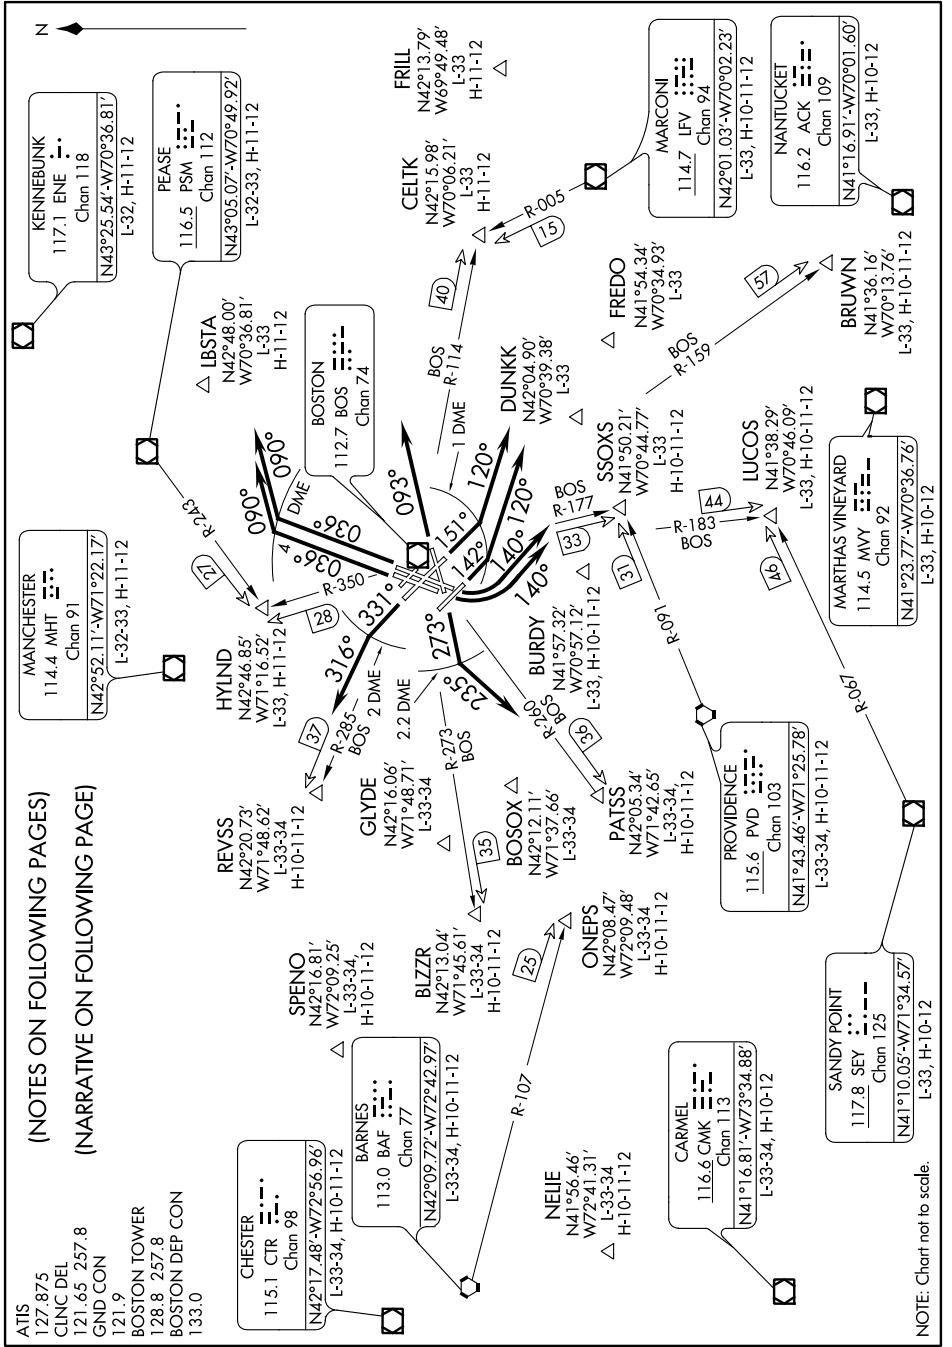 ATIS
127.875
CLNC DEL
121.65 257.8
GND CON
121.9
BOSTON TOWER
128.8 257.8
BOSTON DEP CON
133.0
(NOTES ON FOLLOWING PAGES)
(NARRATIVE ON FOLLOWING PAGE)
N
MANCHESTER
114.4 MHT
Chan 91
N42°52.11'-W71°22.17'
L-32-33, H-11-12
KENNEBUNK
117.1 ENE
Chan 118
N43°25.54'-W70°36.81'
L-32, H-11-12
PEASE
116.5 PSM
Chan 112
N43°05.07'-W70°49.92'
L-32-33, H-11-12
LBSTA
N42°48.00'
W70°36.81'
L-33
H-11-12
HYLND
N42°46.85'
W71°16.52'
L-33, H-11-12
R-243
27
R-350
28
BOSTON
112.7 BOS
Chan 74
4 DME
090°
090°
036°
036°
093°
151°
120°
142°
120°
140°
140°
331°
316°
273°
235°
1 DME
2 DME
2.2 DME
REVSS
N42°20.73'
W71°48.62'
L-33-34
H-10-11-12
37
R-285
BOS
CHESTER
115.1 CTR
Chan 98
N42°17.48'-W72°56.96'
L-33-34, H-10-11-12
SPENO
N42°16.81'
W72°09.25'
L-33-34,
H-10-11-12
GLYDE
N42°16.06'
W71°48.71'
L-33-34
BARNES
113.0 BAF
Chan 77
N42°09.72'-W72°42.97'
L-33-34, H-10-11-12
BLZZR
N42°13.04'
W71°45.61'
L-33-34
H-10-11-12
35
R-273
BOS
BOSOX
N42°12.11'
W71°37.66'
L-33-34
CELTK
N42°15.98'
W70°06.21'
L-33
H-11-12
40
BOS
R-114
FRILL
N42°13.79'
W69°49.48'
L-33
H-11-12
15
R-005
MARCONI
114.7 LFV
Chan 94
N42°01.03'-W70°02.23'
L-33, H-10-11-12
NANTUCKET
116.2 ACK
Chan 109
N41°16.91'-W70°01.60'
L-33, H-10-12
DUNKK
N42°04.90'
W70°39.38'
L-33
FREDO
N41°54.34'
W70°34.93'
L-33
BRUWN
N41°36.16'
W70°13.76'
L-33, H-10-11-12
57
BOS
R-159
SSOXS
N41°50.21'
W70°44.77'
L-33
H-10-11-12
BOS
R-177
33
31
R-091
LUCOS
N41°38.29'
W70°46.09'
L-33, H-10-11-12
44
R-183
BOS
46
R-067
BURDY
N41°57.32'
W70°57.12'
L-33, H-10-11-12
PATSS
N42°05.34'
W71°42.65'
L-33-34,
H-10-11-12
36
R-260
BOS
ONEPS
N42°08.47'
W72°09.48'
L-33-34
H-10-11-12
25
R-107
NELIE
N41°56.46'
W72°41.31'
L-33-34
H-10-11-12
CARMEL
116.6 CMK
Chan 113
N41°16.81'-W73°34.88'
L-33-34, H-10-12
PROVIDENCE
115.6 PVD
Chan 103
N41°43.46'-W71°25.78'
L-33-34, H-10-11-12
MARTHAS VINEYARD
114.5 MVY
Chan 92
N41°23.77'-W70°36.76'
L-33, H-10-12
SANDY POINT
117.8 SEY
Chan 125
N41°10.05'-W71°34.57'
L-33, H-10-12
NOTE: Chart not to scale.